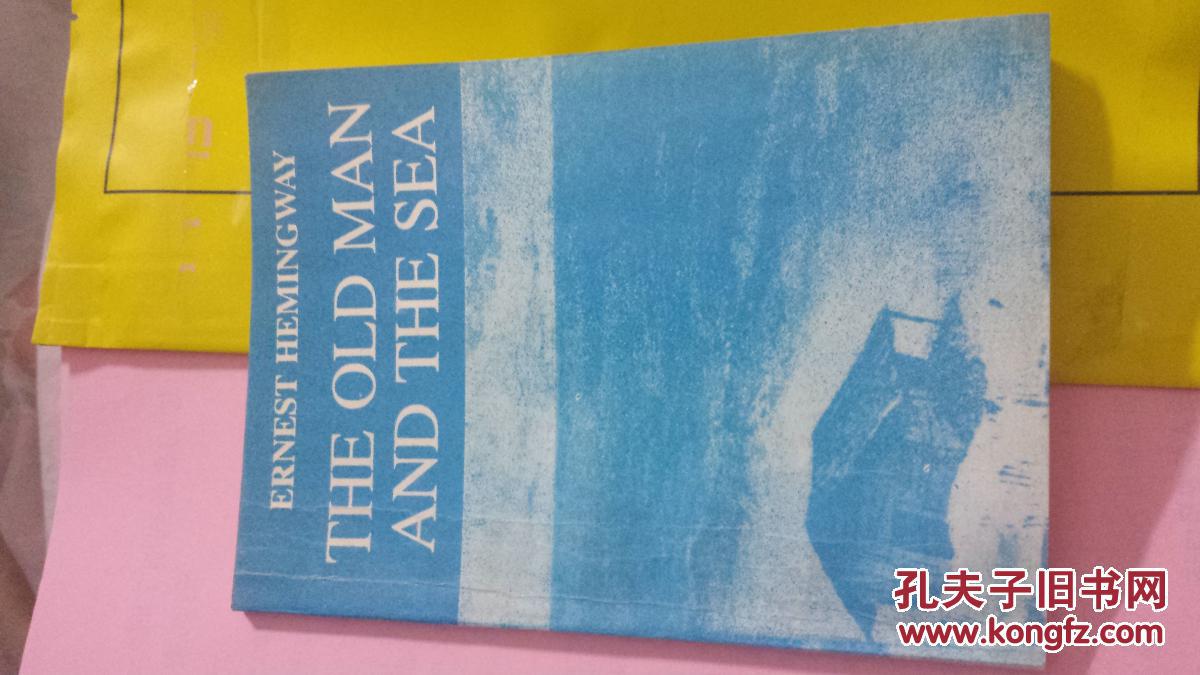 ERNEST HEMINGWAY
THE OLD MAN
AND THE SEA
孔夫子旧书网
www.kongfz.com